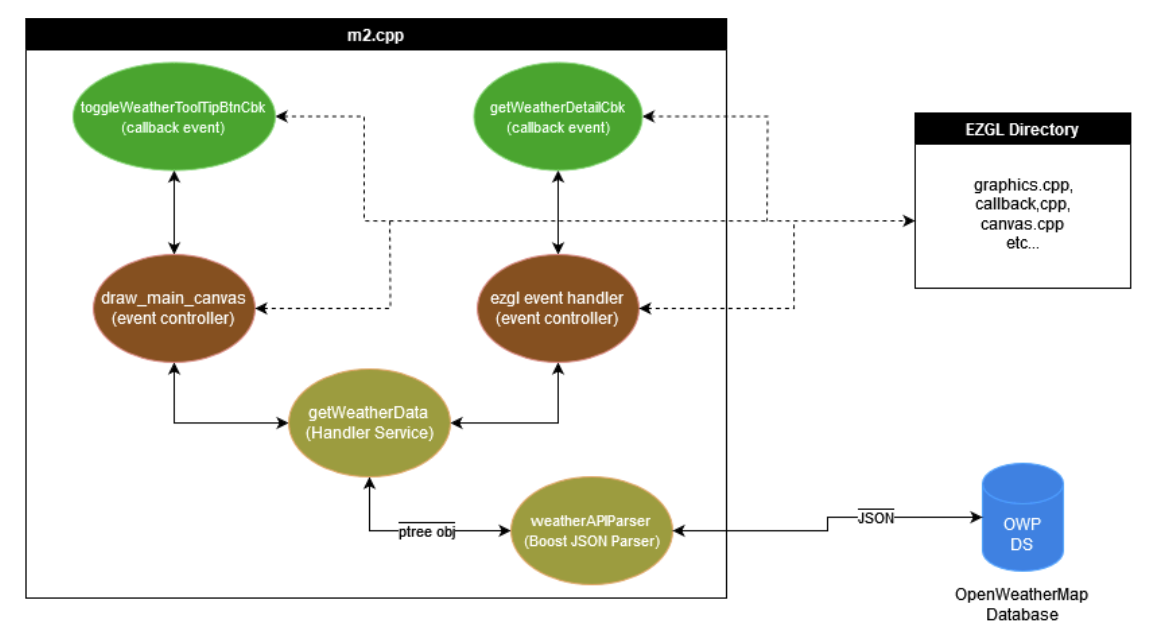 m2.cpp
toggleWeatherToolTipBtnCbk
(callback event)
getWeatherDetailCbk
(callback event)
EZGL Directory
graphics.cpp,
callback,cpp,
canvas.cpp
etc...
draw_main_canvas
(event controller)
ezgl event handler
(event controller)
getWeatherData
(Handler Service)
ptree obj
weatherAPIParser
(Boost JSON Parser)
JSON
OWP
DS
OpenWeatherMap
Database